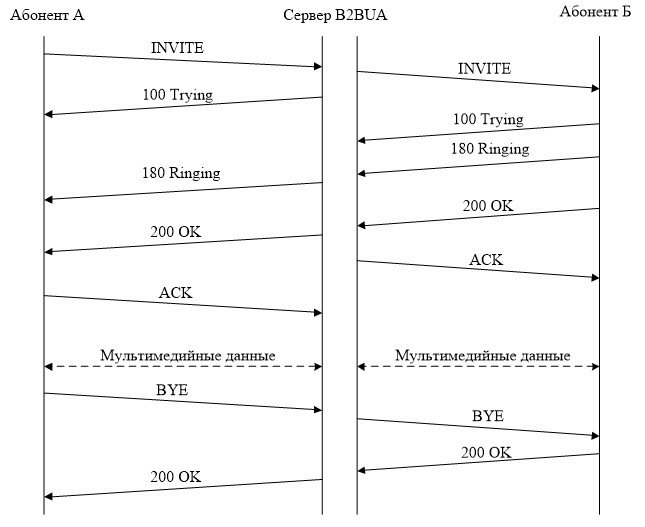 Абонент А
Сервер B2BUA
Абонент Б
INVITE
INVITE
100 Trying
100 Trying
180 Ringing
180 Ringing
200 OK
200 OK
ACK
ACK
Мультимедийные данные
Мультимедийные данные
BYE
BYE
200 OK
200 OK